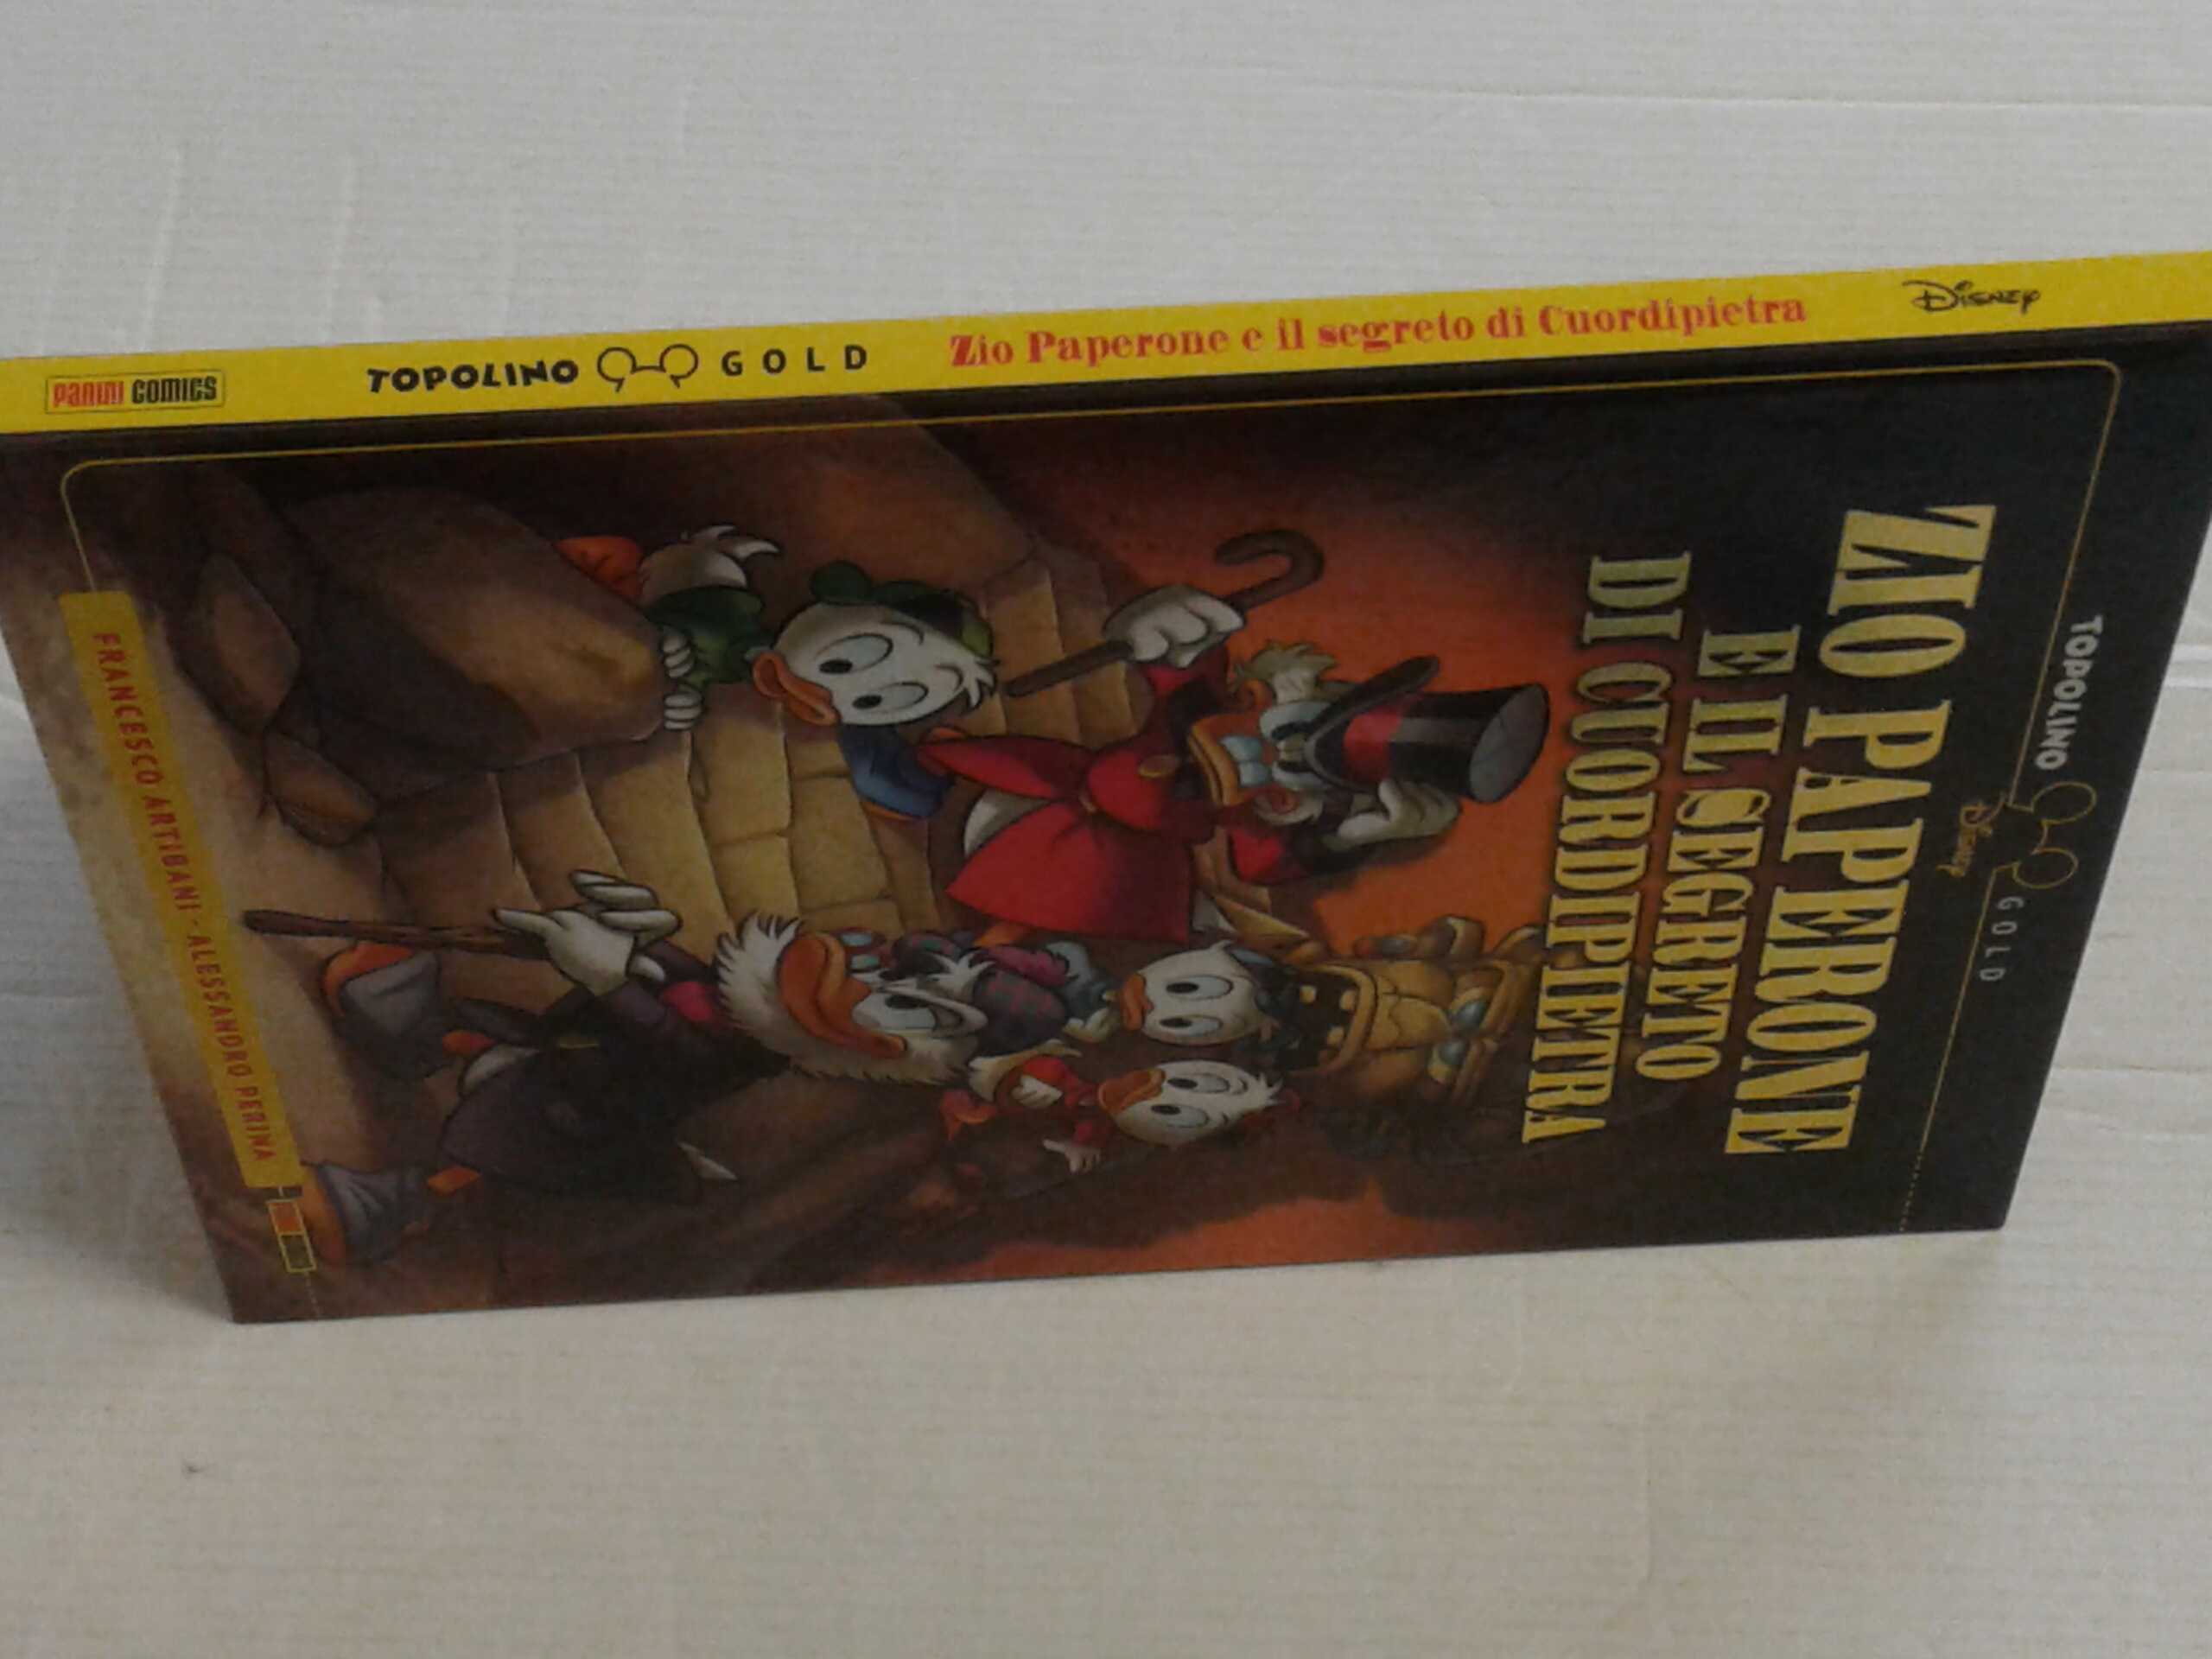 PANINI COMICS
TOPOLINO GOLD
Zio Paperone e il segreto di Cuordipietra
Disney
TOPOLINO GOLD
Disney
ZIO PAPERONE
E IL SEGRETO
DI CUORDIPIETRA
FRANCESCO ARTIBANI - ALESSANDRO PERINA